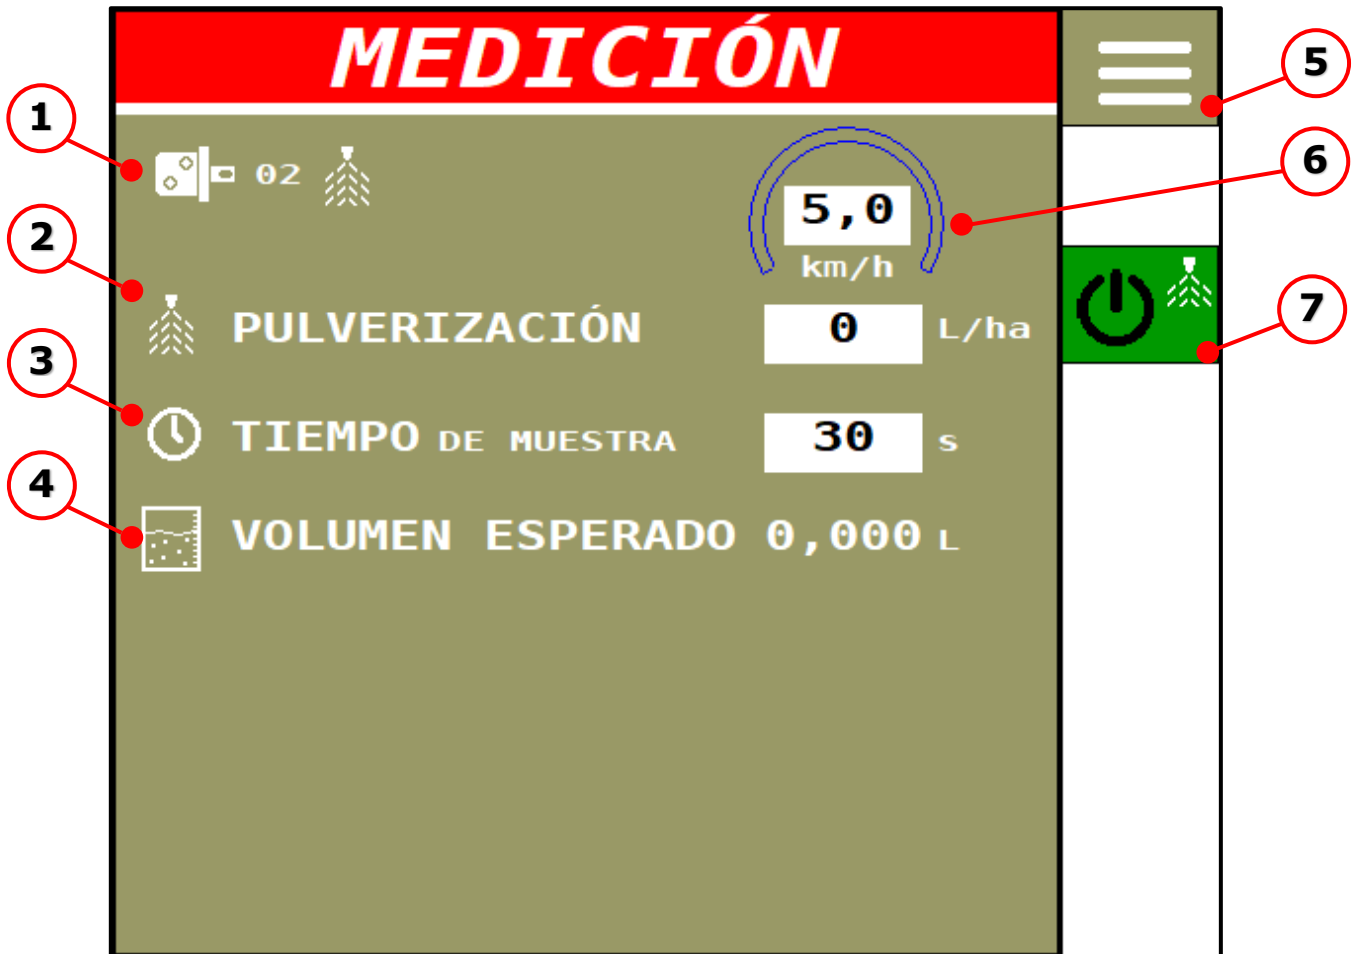 MEDICIÓN
5
1
02
6
5,0
km/h
2
PULVERIZACIÓN 0 L/ha
7
3
TIEMPO DE MUESTRA 30 s
4
VOLUMEN ESPERADO 0,000 L